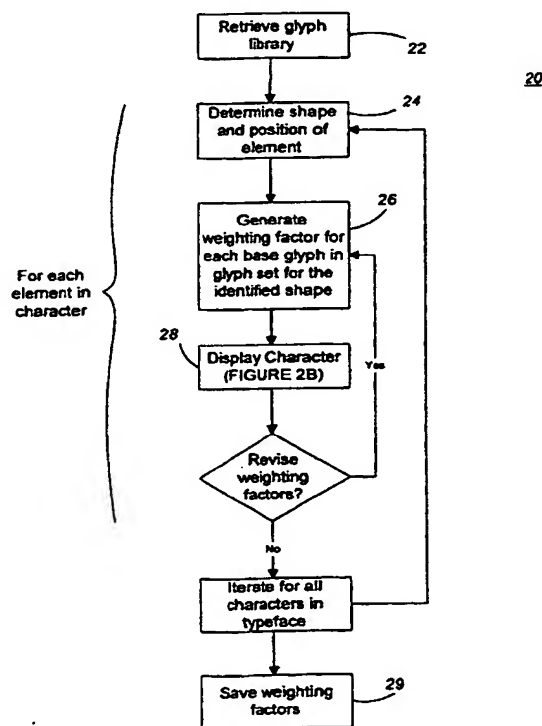 Retrieve glyph
library
22
20
24
Determine shape
and position of
element
26
Generate
weighting factor for
each base glyph in
glyph set for the
identified shape
For each
element in
character
28
Display Character
(FIGURE 2B)
Yes
Revise
weighting
factors?
No
Iterate for all
characters in
typeface
Save weighting
factors
29